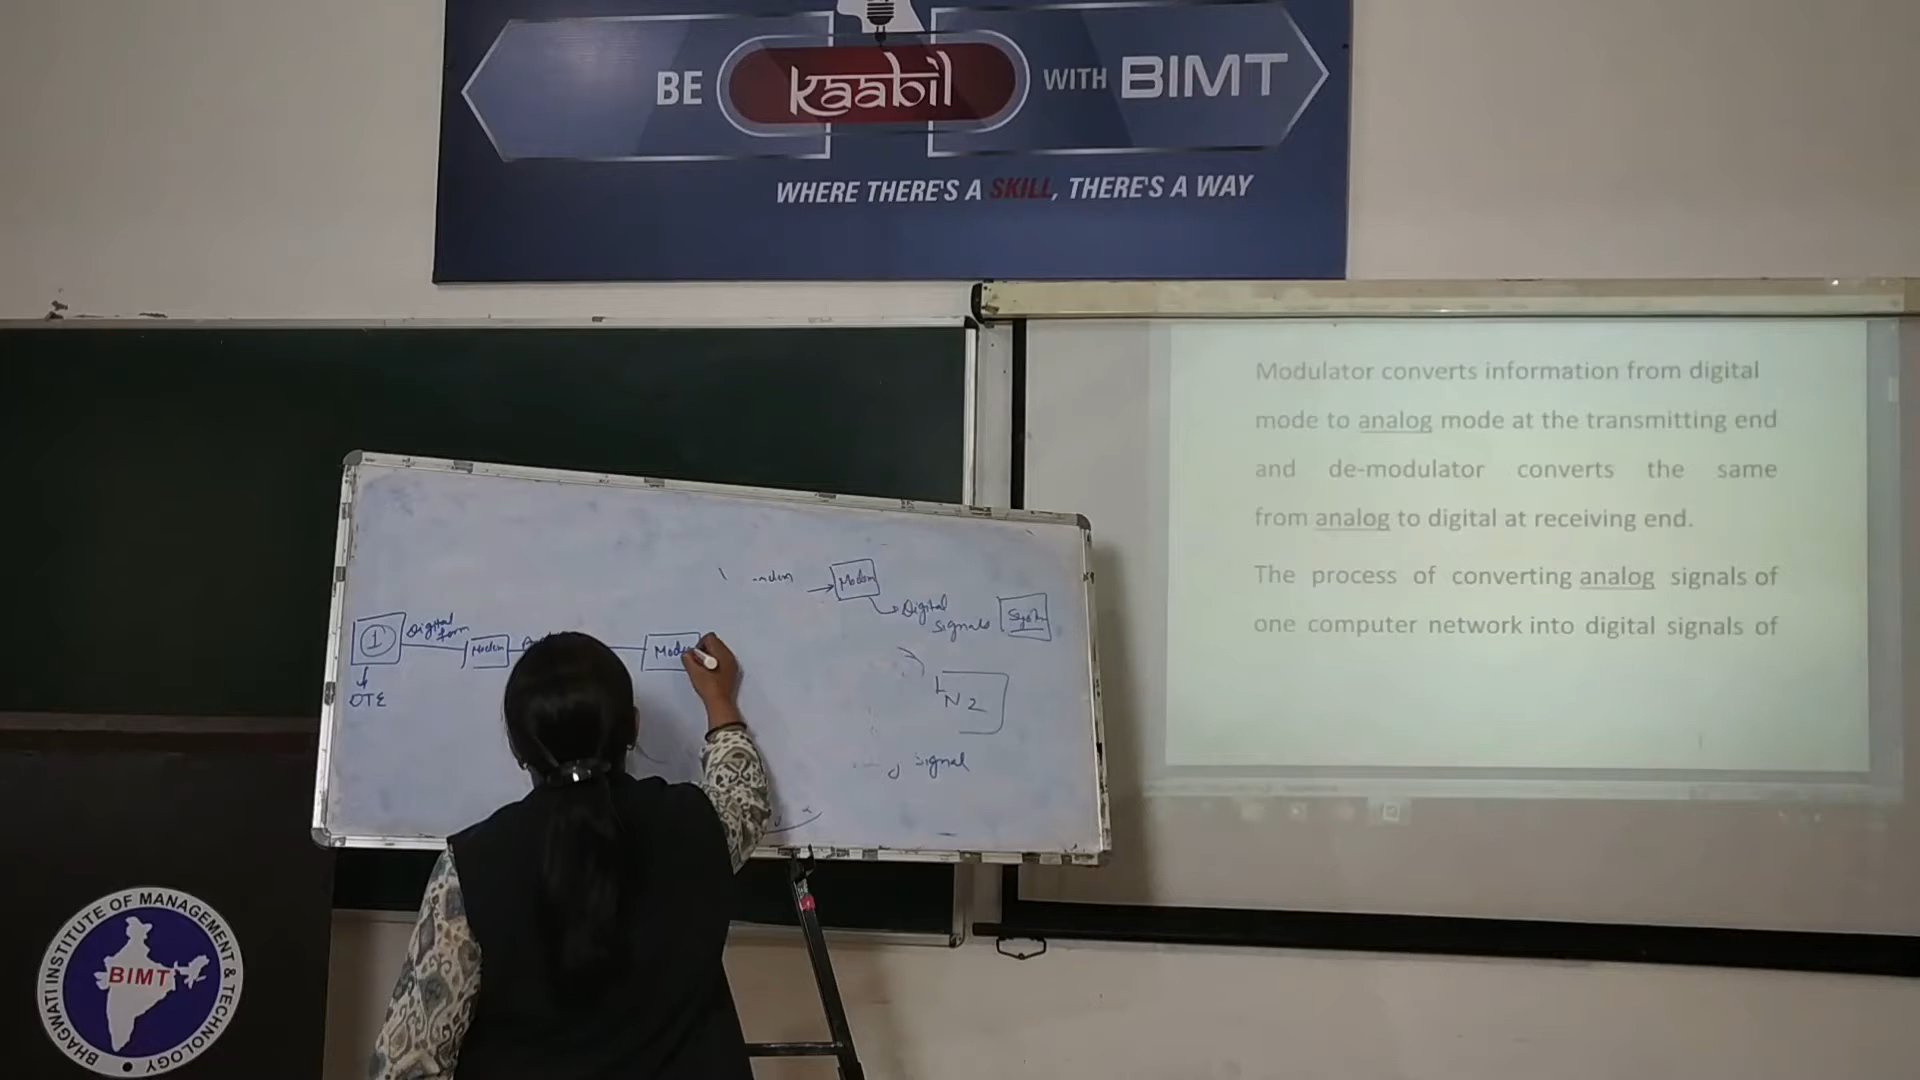 BE kaabil WITH BIMT
WHERE THERE'S A SKILL, THERE'S A WAY
Modulator converts information from digital
mode to analog mode at the transmitting end
and de-modulator converts the same
from analog to digital at receiving end.
The process of converting analog signals of
one computer network into digital signals of
Modem
Digital
signals
System
1
Digital
form
Modem
Modem
DTE
N2
signal
BHAGWATI INSTITUTE OF MANAGEMENT & TECHNOLOGY
BIMT